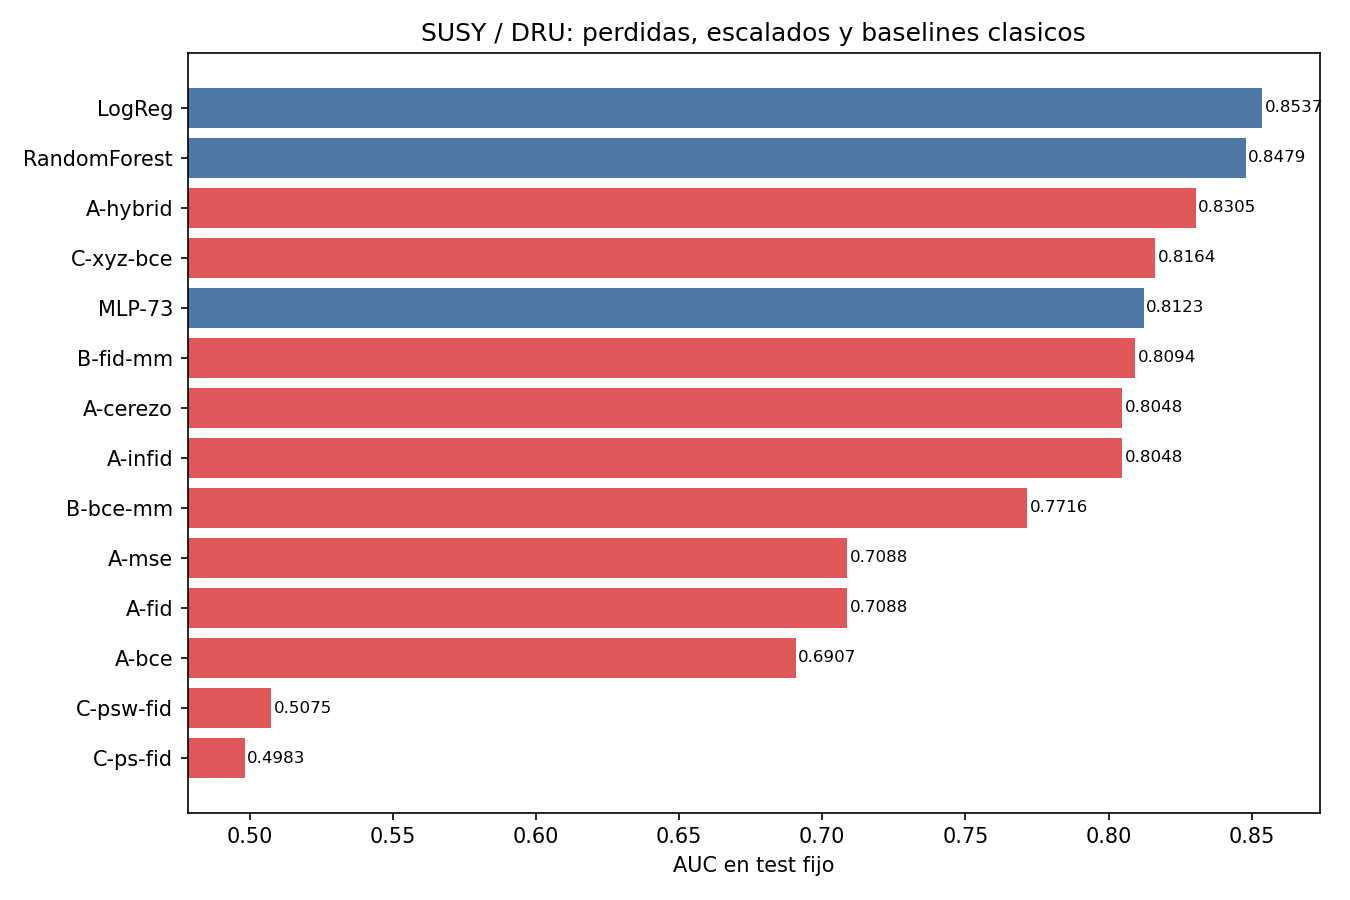 SUSY / DRU: perdidas, escalados y baselines clasicos
LogReg 0.8537
RandomForest 0.8479
A-hybrid 0.8305
C-xyz-bce 0.8164
MLP-73 0.8123
B-fid-mm 0.8094
A-cerezo 0.8048
A-infid 0.8048
B-bce-mm 0.7716
A-mse 0.7088
A-fid 0.7088
A-bce 0.6907
C-psw-fid 0.5075
C-ps-fid 0.4983
0.50 0.55 0.60 0.65 0.70 0.75 0.80 0.85
AUC en test fijo